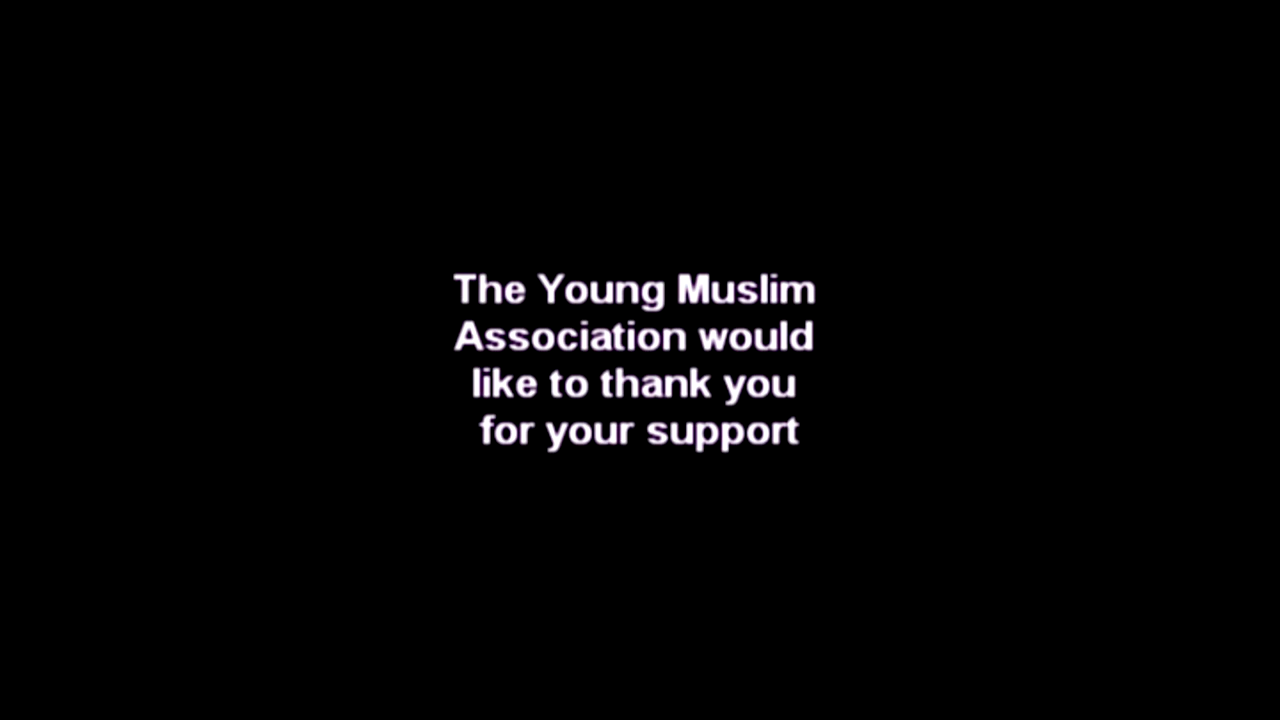 The Young Muslim
Association would
like to thank you
for your support